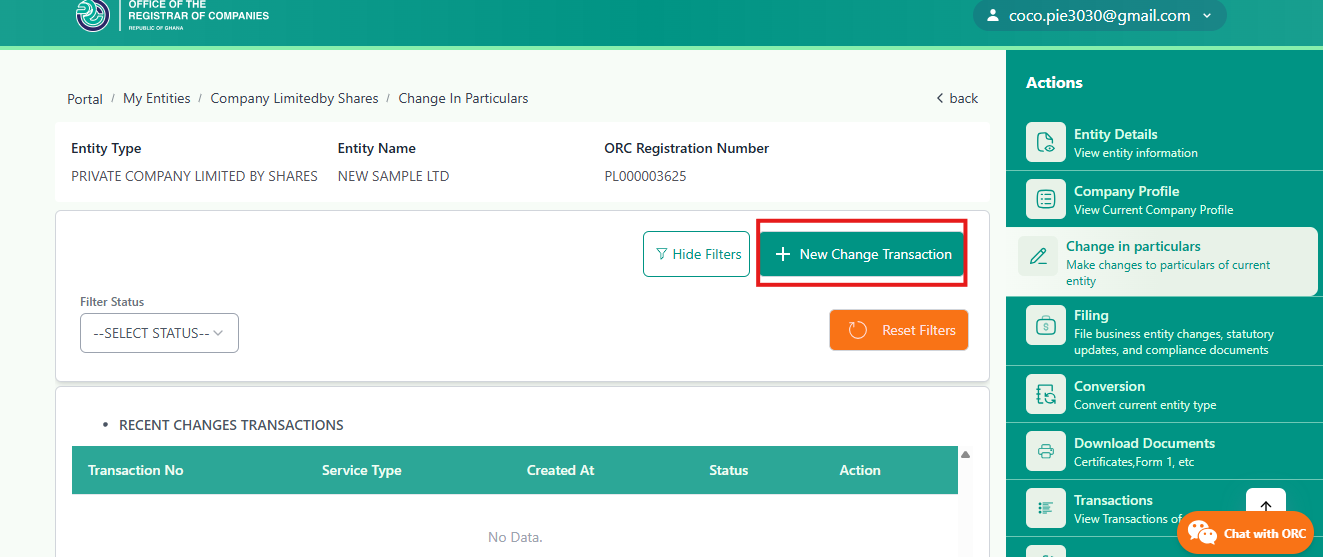 OFFICE OF THE
REGISTRAR OF COMPANIES
REPUBLIC OF GHANA
coco.pie3030@gmail.com
Portal / My Entities / Company Limitedby Shares / Change In Particulars
back
Entity Type
Entity Name
ORC Registration Number
PRIVATE COMPANY LIMITED BY SHARES
NEW SAMPLE LTD
PL000003625
Hide Filters
New Change Transaction
Filter Status
--SELECT STATUS--
Reset Filters
• RECENT CHANGES TRANSACTIONS
Transaction No
Service Type
Created At
Status
Action
No Data.
Actions
Entity Details
View entity information
Company Profile
View Current Company Profile
Change in particulars
Make changes to particulars of current
entity
Filing
File business entity changes, statutory
updates, and compliance documents
Conversion
Convert current entity type
Download Documents
Certificates,Form 1, etc
Transactions
View Transactions of
Chat with ORC